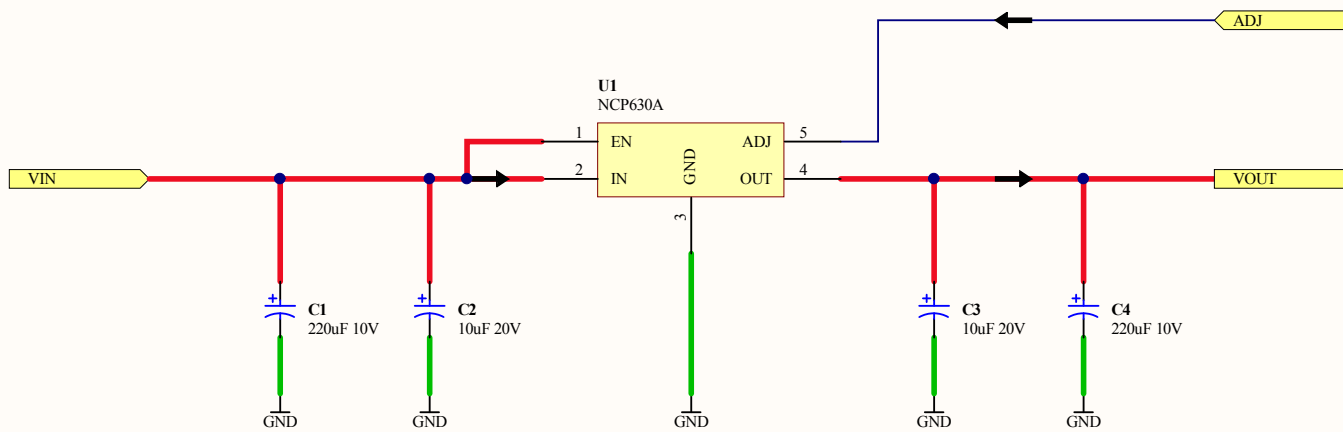 ADJ
U1
NCP630A
1 EN ADJ 5
VIN
2 IN GND OUT 4
VOUT
3
+ C1
220uF 10V
+ C2
10uF 20V
+ C3
10uF 20V
+ C4
220uF 10V
GND GND GND GND GND